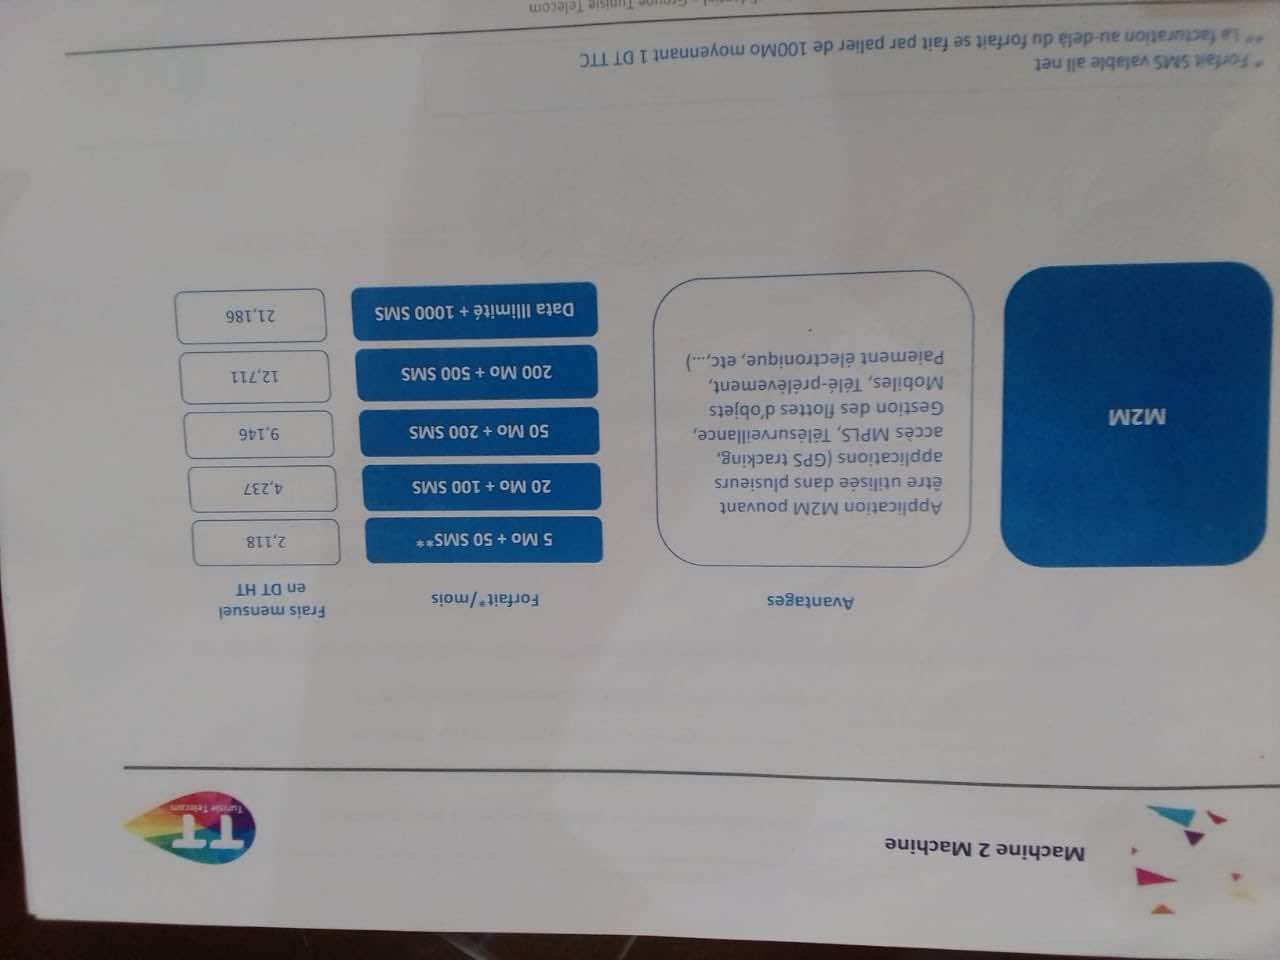 Machine 2 Machine
TT
Tunisie Telecom
Avantages
Forfait*/mois
Frais mensuel
en DT HT
M2M
Application M2M pouvant
être utilisée dans plusieurs
applications (GPS tracking,
accès MPLS, Télésurveillance,
Gestion des flottes d'objets
Mobiles, Télé-prélèvement,
Paiement électronique, etc,...)
5 Mo + 50 SMS**
2,118
20 Mo + 100 SMS
4,237
50 Mo + 200 SMS
9,146
200 Mo + 500 SMS
12,711
Data Illimité + 1000 SMS
21,186
* Forfait SMS valable all net
** La facturation au-delà du forfait se fait par palier de 100Mo moyennant 1 DT TTC
Groupe Tunisie Telecom